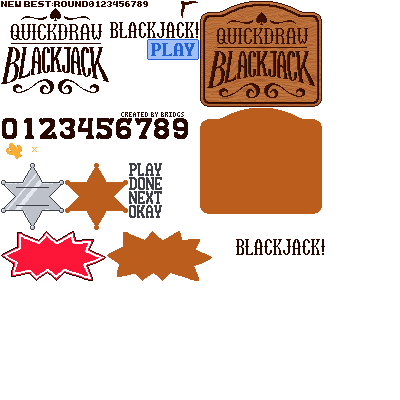 NEW BEST:ROUND0123456789
QUICKDRAW
BLACKJACK
BLACKJACK!
PLAY
QUICKDRAW
BLACKJACK
CREATED BY BRIDGS
0123456789
PLAY
DONE
NEXT
OKAY
BLACKJACK!